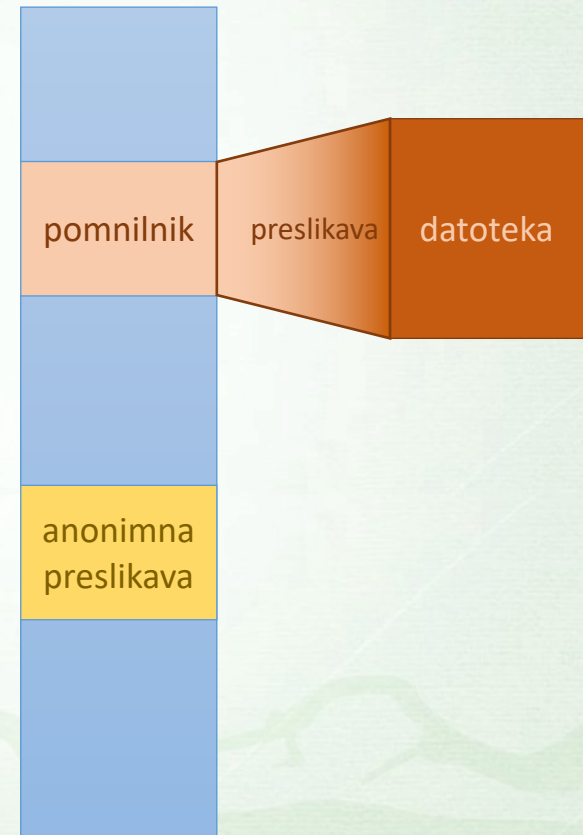 pomnilnik
preslikava
datoteka
anonimna
preslikava